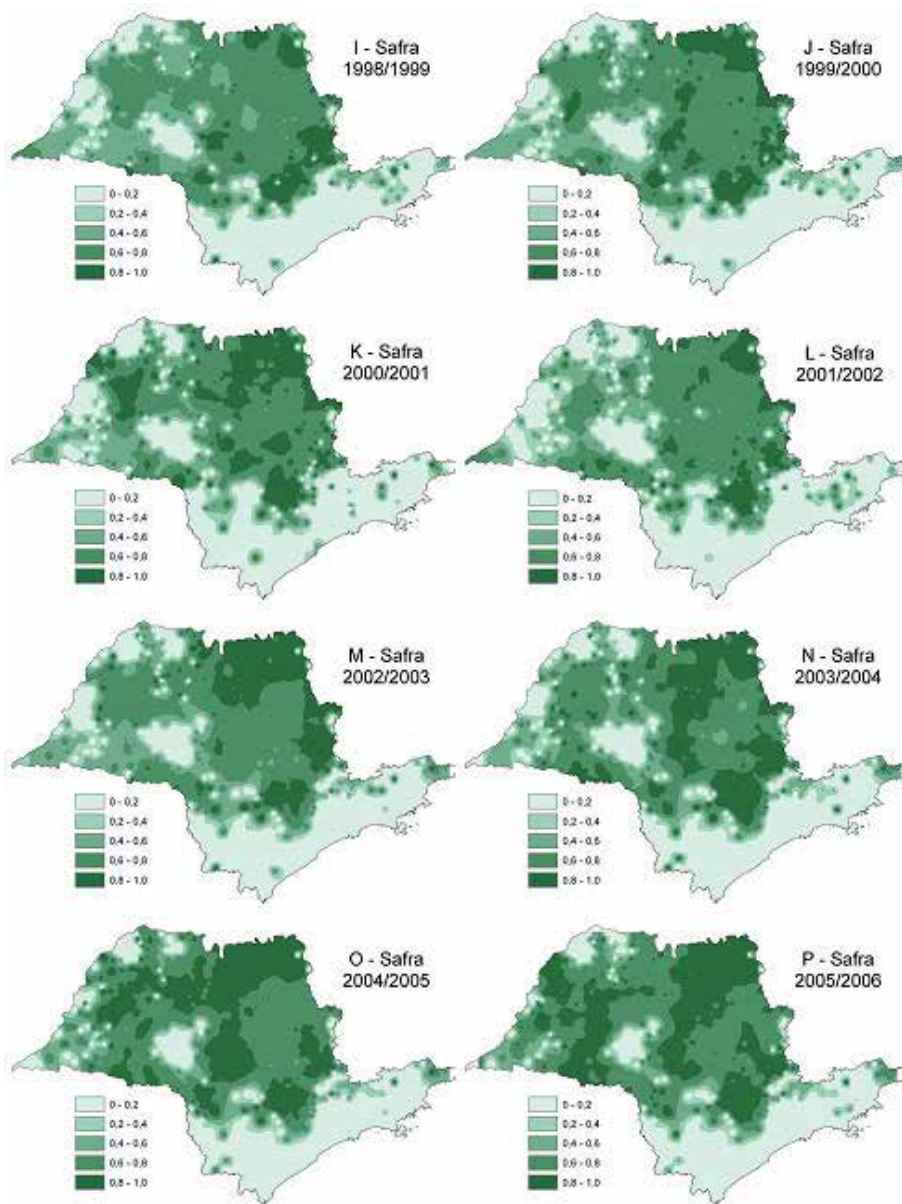 I - Safra
1998/1999
0 - 0,2
0,2 - 0,4
0,4 - 0,6
0,6 - 0,8
0,8 - 1,0
J - Safra
1999/2000
0 - 0,2
0,2 - 0,4
0,4 - 0,6
0,6 - 0,8
0,8 - 1,0
K - Safra
2000/2001
0 - 0,2
0,2 - 0,4
0,4 - 0,6
0,6 - 0,8
0,8 - 1,0
L - Safra
2001/2002
0 - 0,2
0,2 - 0,4
0,4 - 0,6
0,6 - 0,8
0,8 - 1,0
M - Safra
2002/2003
0 - 0,2
0,2 - 0,4
0,4 - 0,6
0,6 - 0,8
0,8 - 1,0
N - Safra
2003/2004
0 - 0,2
0,2 - 0,4
0,4 - 0,6
0,6 - 0,8
0,8 - 1,0
O - Safra
2004/2005
0 - 0,2
0,2 - 0,4
0,4 - 0,6
0,6 - 0,8
0,8 - 1,0
P - Safra
2005/2006
0 - 0,2
0,2 - 0,4
0,4 - 0,6
0,6 - 0,8
0,8 - 1,0